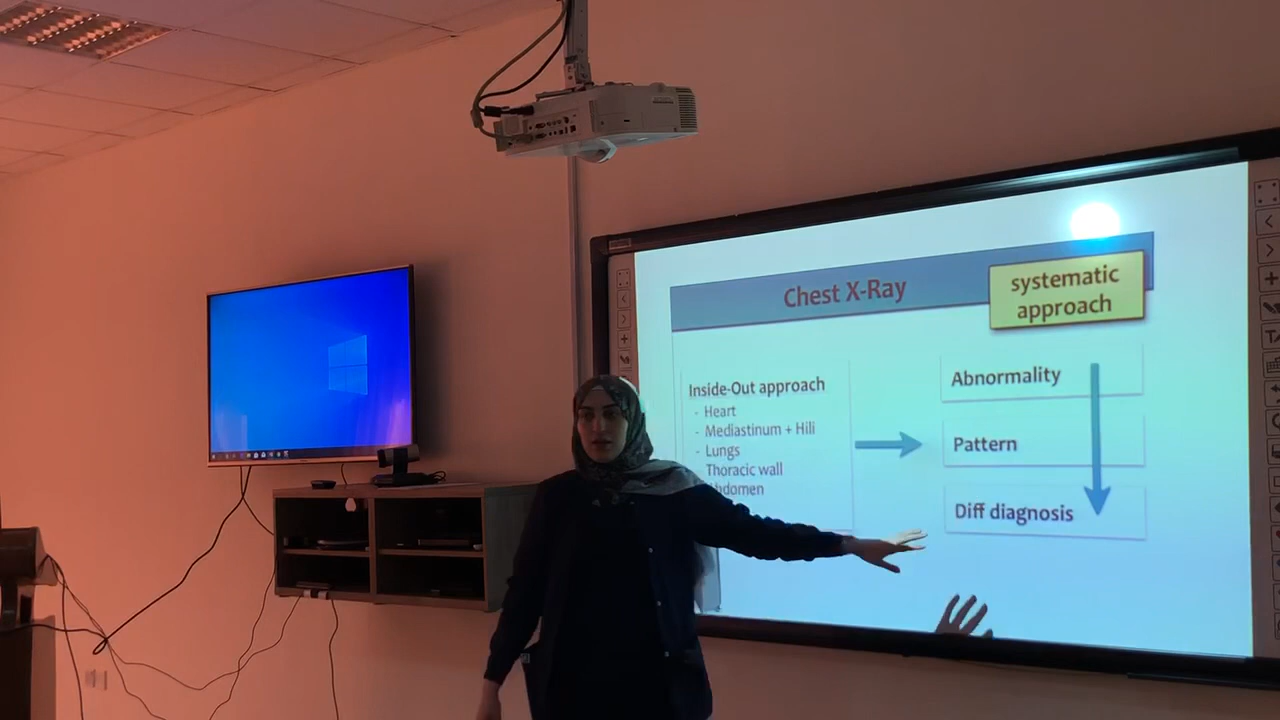 Chest X-Ray
systematic
approach
Inside-Out approach
- Heart
- Mediastinum + Hili
- Lungs
Thoracic wall
Abnormality
Pattern
Diff diagnosis